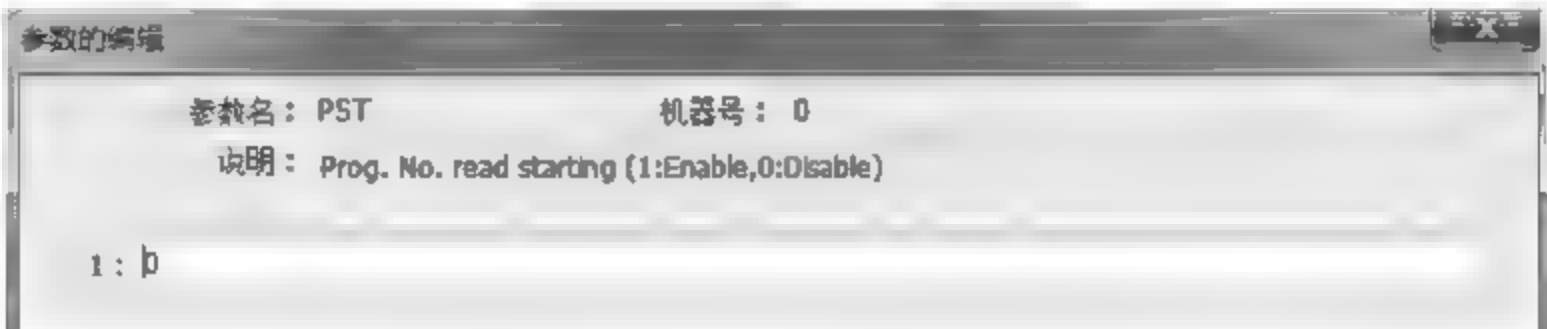 参数的编辑
参数名： PST 机器号： 0
说明： Prog. No. read starting (1:Enable,0:Disable)
1： 0